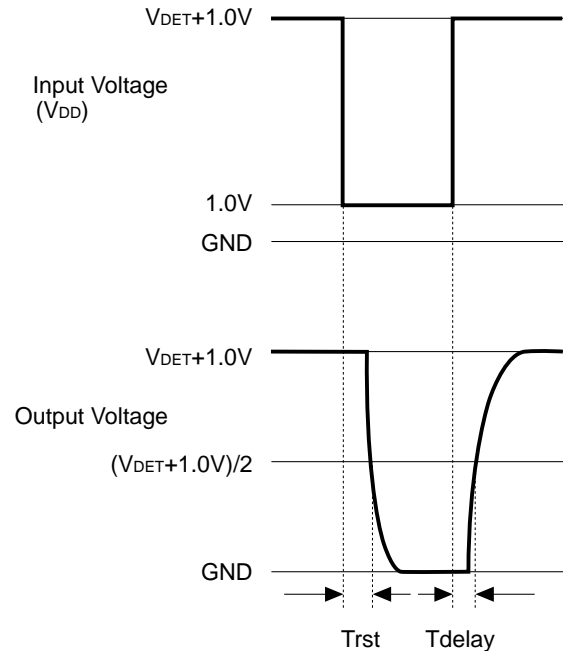 VDET+1.0V
Input Voltage
(VDD)
1.0V
GND
VDET+1.0V
Output Voltage
(VDET+1.0V)/2
GND
Trst Tdelay